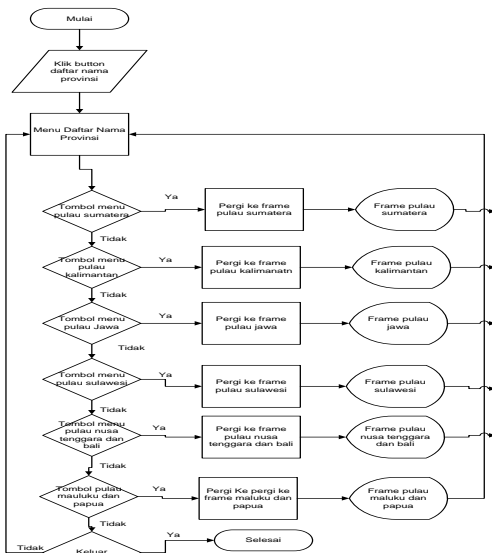 Mulai
Klik button
daftar nama
provinsi
Menu Daftar Nama
Provinsi
Tombol menu
pulau sumatera
Ya
Pergi ke frame
pulau sumatera
Frame pulau
sumatera
Tidak
Tombol menu
pulau
kalimantan
Ya
Pergi ke frame
pulau kalimanatn
Frame pulau
kalimantan
Tidak
Tombol menu
pulau Jawa
Ya
Pergi ke frame
pulau jawa
Frame pulau
jawa
Tidak
Tombol menu
pulau sulawesi
Ya
Pergi ke frame
pulau sulawesi
Frame pulau
sulawesi
Tidak
Tombol menu
pulau nusa
tenggara dan
bali
Ya
Pergi ke frame
pulau nusa
tenggara dan bali
Frame pulau
nusa tenggara
dan bali
Tidak
Tombol pulau
mauluku dan
papua
Ya
Pergi Ke pergi ke
frame maluku dan
papua
Frame pulau
maluku dan
papua
Tidak
Keluar
Ya
Selesai
Tidak